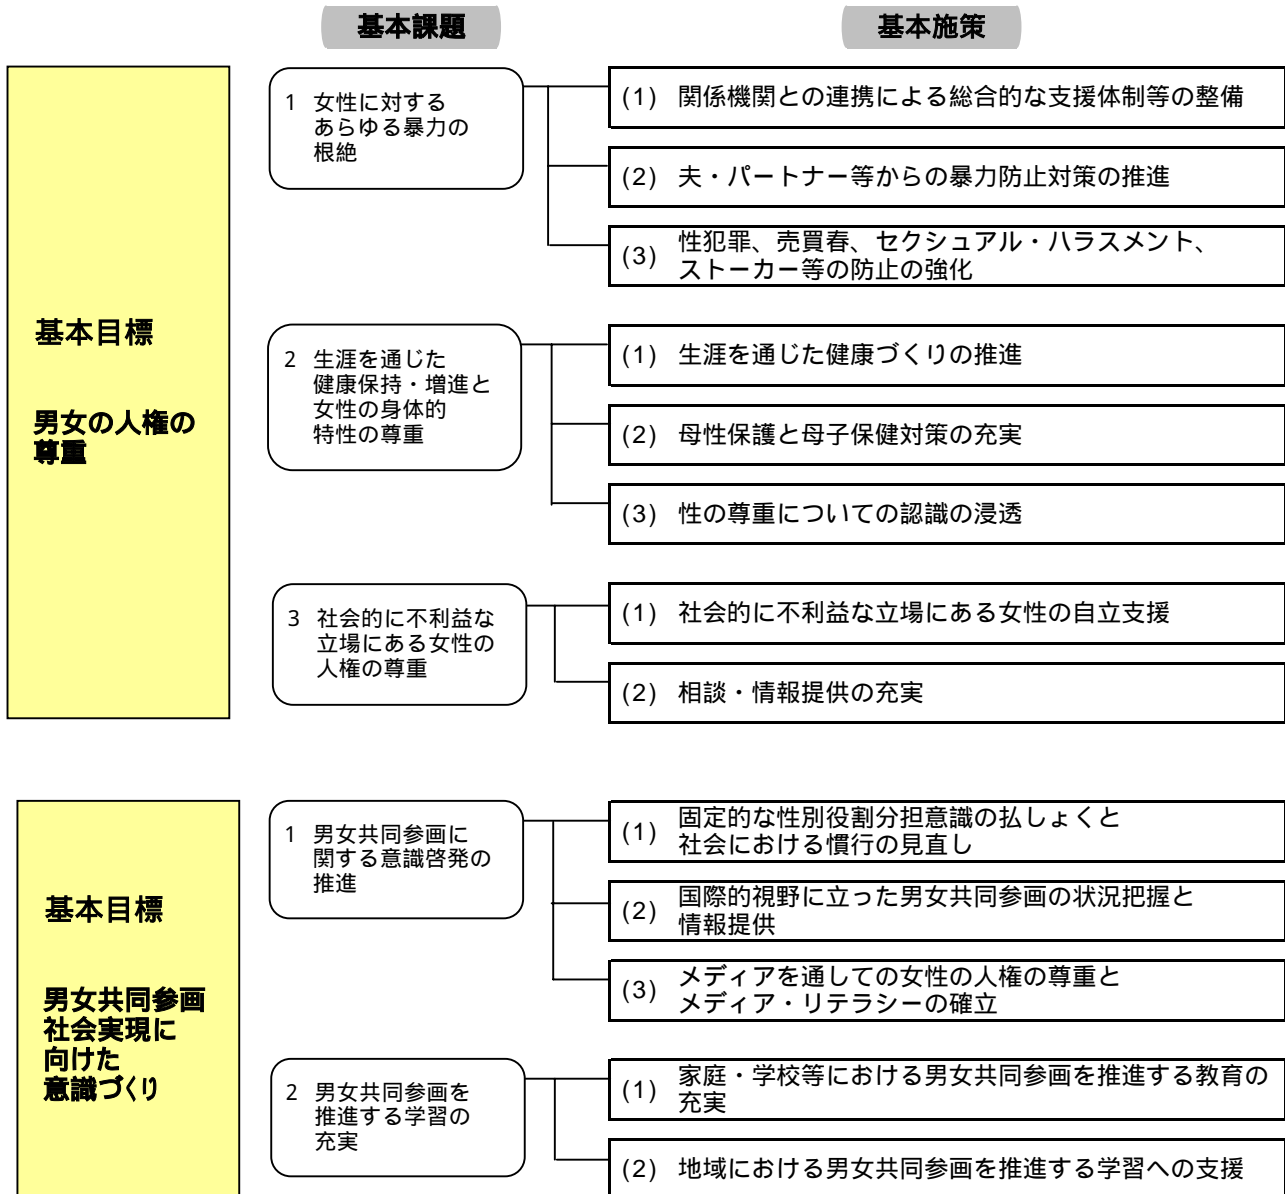 基本課題
基本施策
基本目標
男女の人権の
尊重
1 女性に対する
あらゆる暴力の
根絶
(1) 関係機関との連携による総合的な支援体制等の整備
(2) 夫・パートナー等からの暴力防止対策の推進
(3) 性犯罪、売買春、セクシュアル・ハラスメント、
ストーカー等の防止の強化
2 生涯を通じた
健康保持・増進と
女性の身体的
特性の尊重
(1) 生涯を通じた健康づくりの推進
(2) 母性保護と母子保健対策の充実
(3) 性の尊重についての認識の浸透
3 社会的に不利益な
立場にある女性の
人権の尊重
(1) 社会的に不利益な立場にある女性の自立支援
(2) 相談・情報提供の充実
基本目標
男女共同参画
社会実現に
向けた
意識づくり
1 男女共同参画に
関する意識啓発の
推進
(1) 固定的な性別役割分担意識の払しょくと
社会における慣行の見直し
(2) 国際的視野に立った男女共同参画の状況把握と
情報提供
(3) メディアを通しての女性の人権の尊重と
メディア・リテラシーの確立
2 男女共同参画を
推進する学習の
充実
(1) 家庭・学校等における男女共同参画を推進する教育の
充実
(2) 地域における男女共同参画を推進する学習への支援